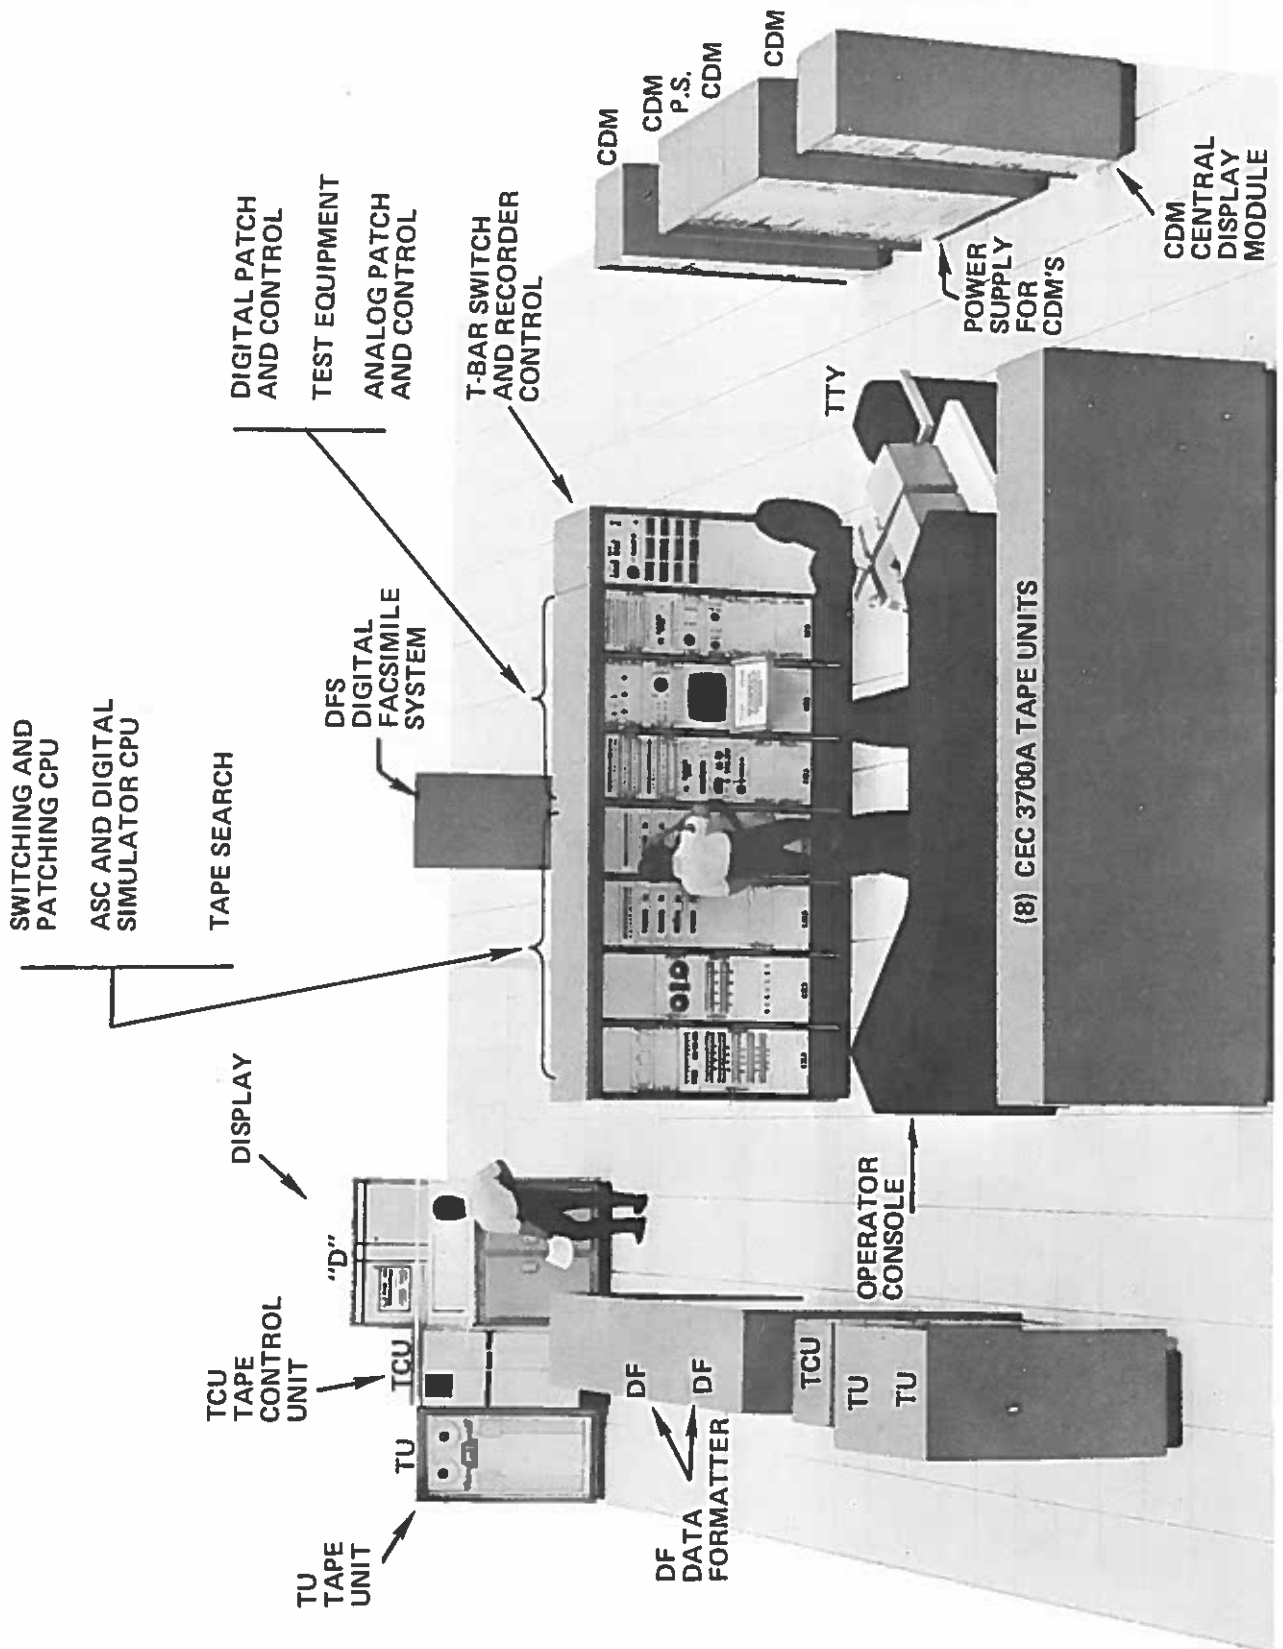 SWITCHING AND
PATCHING CPU
ASC AND DIGITAL
SIMULATOR CPU
TAPE SEARCH
DIGITAL PATCH
AND CONTROL
TEST EQUIPMENT
ANALOG PATCH
AND CONTROL
DISPLAY
DFS
DIGITAL
FACSIMILE
SYSTEM
T-BAR SWITCH
AND RECORDER
CONTROL
TCU
TAPE
CONTROL
UNIT
"D"
TCU
TU
TU
TAPE
UNIT
CDM
CDM
P.S.
CDM
CDM
DF
DF
DF
DATA
FORMATTER
TCU
TU
TU
OPERATOR
CONSOLE
TTY
POWER
SUPPLY
FOR
CDM'S
(8) CEC 3700A TAPE UNITS
CDM
CENTRAL
DISPLAY
MODULE